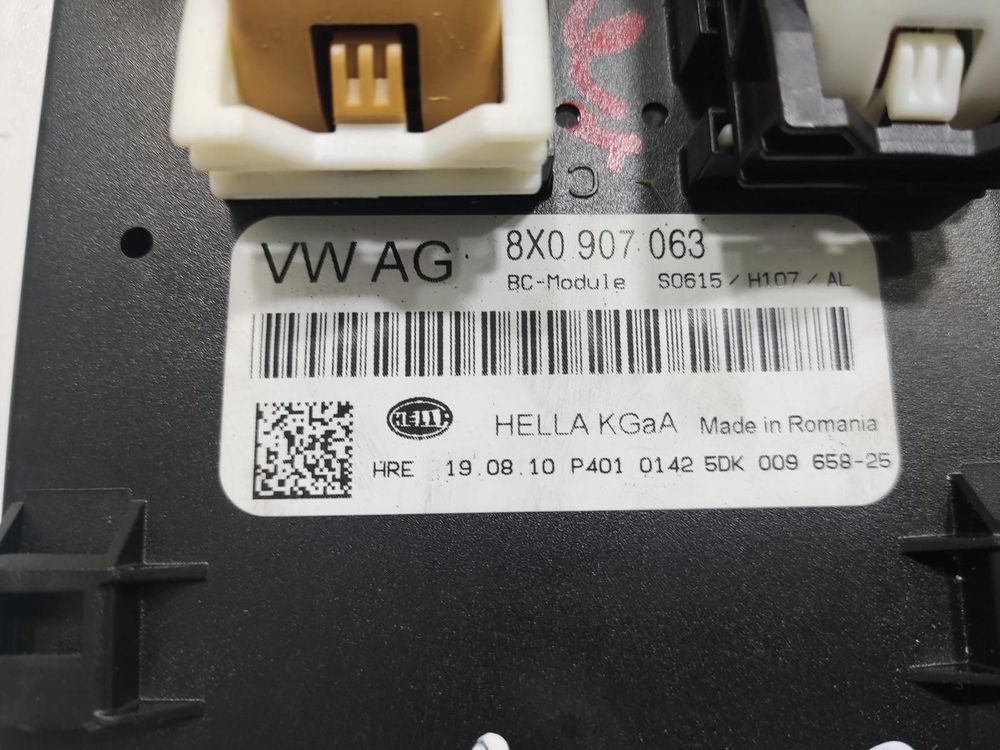 C
VW AG
8X0 907 063
BC-Module S0615 / H107 / AL
HELLA
HELLA KGaA Made in Romania
HRE 19.08.10 P401 0142 5DK 009 658-25